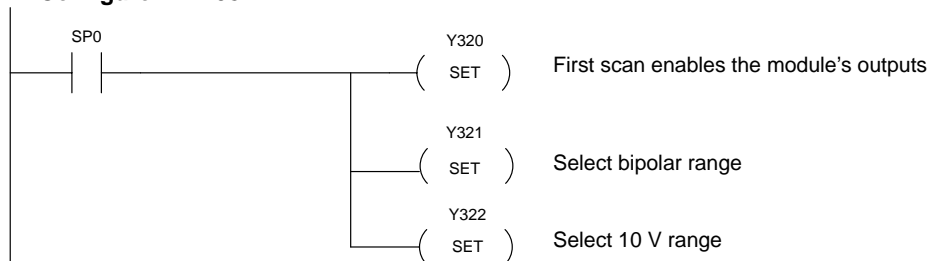 SP0
Y320
SET
First scan enables the module's outputs
Y321
SET
Select bipolar range
Y322
SET
Select 10 V range